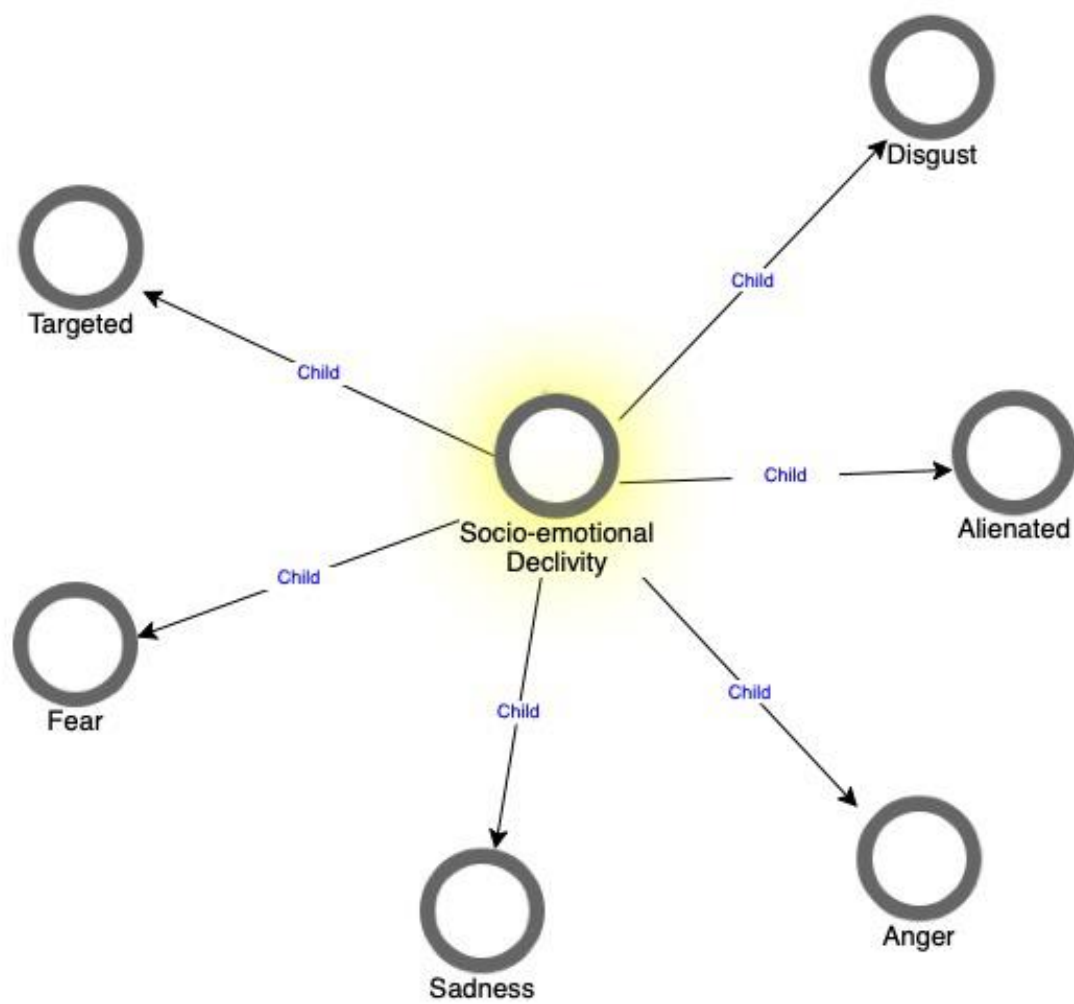 Disgust
Child
Targeted
Child
Child
Alienated
Socio-emotional
Declivity
Child
Fear
Child
Child
Anger
Sadness